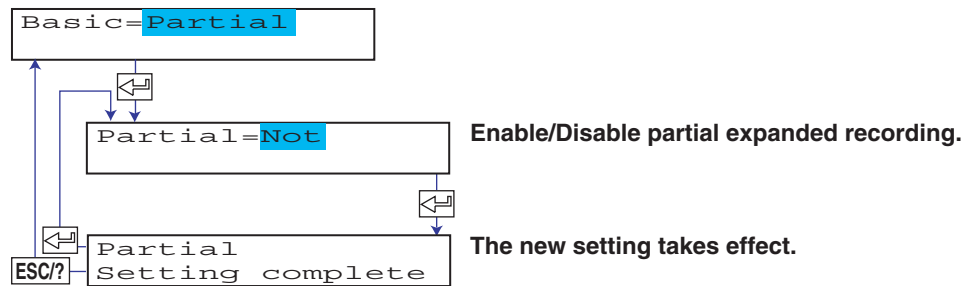 Basic=Partial
Partial=Not
Enable/Disable partial expanded recording.
Partial
Setting complete
The new setting takes effect.
ESC/?